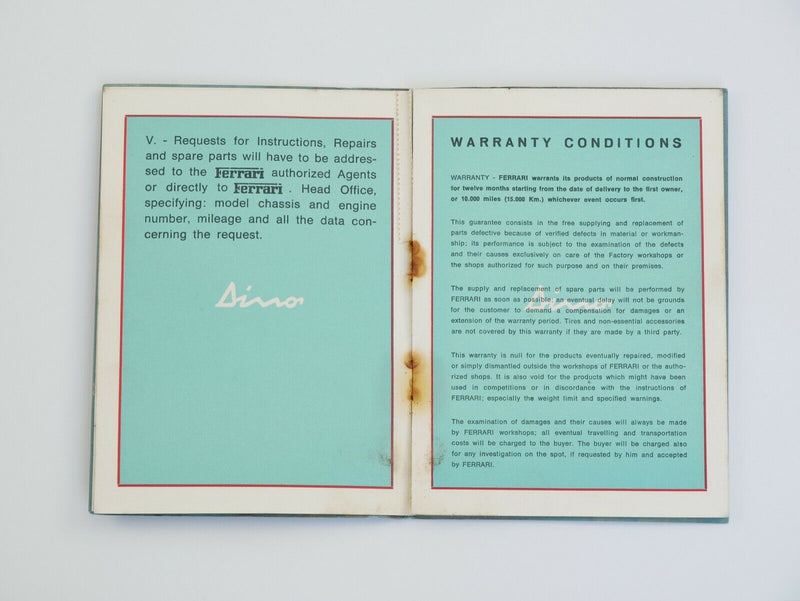 V. - Requests for Instructions, Repairs
and spare parts will have to be addres-
sed to the Ferrari authorized Agents
or directly to Ferrari . Head Office,
specifying: model chassis and engine
number, mileage and all the data con-
cerning the request.
Dino
WARRANTY CONDITIONS
WARRANTY - FERRARI warrants its products of normal construction
for twelve months starting from the date of delivery to the first owner,
or 10.000 miles (15.000 Km.) whichever event occurs first.
This guarantee consists in the free supplying and replacement of
parts defective because of verified defects in material or workman-
ship; its performance is subject to the examination of the defects
and their causes exclusively on care of the Factory workshops or
the shops authorized for such purpose and on their premises.
The supply and replacement of spare parts will be performed by
FERRARI as soon as possible; an eventual delay will not be grounds
for the customer to demand a compensation for damages or an
extension of the warranty period. Tires and non-essential accessories
are not covered by this warranty if they are made by a third party.
Dino
This warranty is null for the products eventually repaired, modified
or simply dismantled outside the workshops of FERRARI or the autho-
rized shops. It is also void for the products which might have been
used in competitions or in discordance with the instructions of
FERRARI; especially the weight limit and specified warnings.
The examination of damages and their causes will always be made
by FERRARI workshops; all eventual travelling and transportation
costs will be charged to the buyer. The buyer will be charged also
for any investigation on the spot, if requested by him and accepted
by FERRARI.